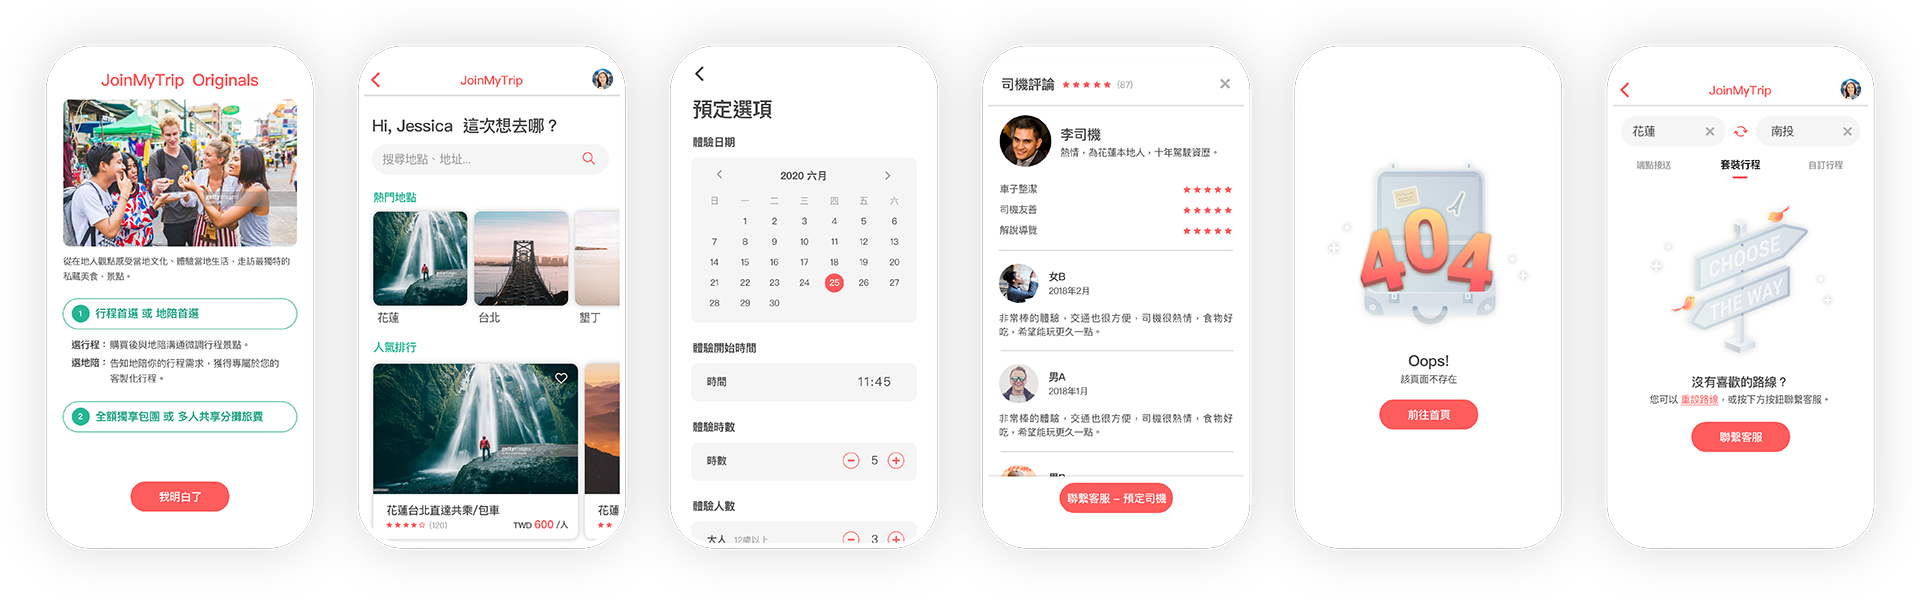 JoinMyTrip Originals
gettyimages
從在地人觀點感受當地文化、體驗當地生活，走訪最獨特的
私藏美食、景點。
1 行程首選 或 地陪首選
選行程： 購買後與地陪溝通微調行程景點。
選地陪： 告知地陪你的行程需求，獲得專屬於您的
客製化行程。
2 全額獨享包團 或 多人共享分攤旅費
我明白了
JoinMyTrip
Hi, Jessica 這次想去哪？
搜尋地點、地址...
熱門地點
花蓮 台北 墾丁
人氣排行
gettyimages
花蓮台北直達共乘/包車
(120) TWD 600 /人
花蓮
預定選項
體驗日期
2020 六月
日 一 二 三 四 五 六
1 2 3 4 5 6
7 8 9 10 11 12 13
14 15 16 17 18 19 20
21 22 23 24 25 26 27
28 29 30
體驗開始時間
時間 11:45
體驗時數
時數 5
體驗人數
大人 12歲以上 3
司機評論 (87)
李司機
熱情，為花蓮本地人，十年駕駛資歷。
車子整潔
司機友善
解說導覽
女B
2018年2月
非常棒的體驗，交通也很方便，司機很熱情，食物好
吃，希望能玩更久一點。
男A
2018年1月
非常棒的體驗，交通也很方便，司機很熱情，食物好
吃，希望能玩更久一點。
聯繫客服 – 預定司機
404
Oops!
該頁面不存在
前往首頁
JoinMyTrip
花蓮 南投
端點接送 套裝行程 自訂行程
CHOOSE
THE WAY
沒有喜歡的路線？
您可以 重設路線，或按下方按鈕聯繫客服。
聯繫客服